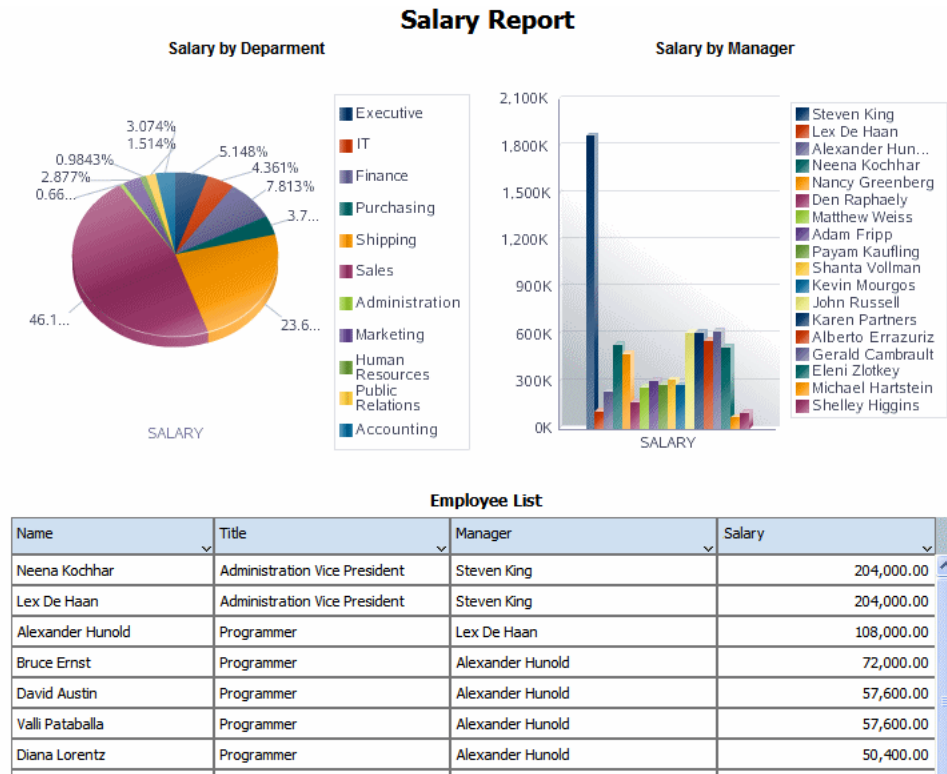 Salary Report
Salary by Deparment
Salary by Manager
3.074%
1.514%
0.9843%
2.877%
0.66...
5.148%
4.361%
7.813%
3.7...
46.1...
23.6...
SALARY
Executive
IT
Finance
Purchasing
Shipping
Sales
Administration
Marketing
Human
Resources
Public
Relations
Accounting
2,100K
1,800K
1,500K
1,200K
900K
600K
300K
0K
SALARY
Steven King
Lex De Haan
Alexander Hun...
Neena Kochhar
Nancy Greenberg
Den Raphaely
Matthew Weiss
Adam Fripp
Payam Kaufling
Shanta Vollman
Kevin Mourgos
John Russell
Karen Partners
Alberto Errazuriz
Gerald Cambrault
Eleni Zlotkey
Michael Hartstein
Shelley Higgins
Employee List
Name Title Manager Salary
Neena Kochhar Administration Vice President Steven King 204,000.00
Lex De Haan Administration Vice President Steven King 204,000.00
Alexander Hunold Programmer Lex De Haan 108,000.00
Bruce Ernst Programmer Alexander Hunold 72,000.00
David Austin Programmer Alexander Hunold 57,600.00
Valli Pataballa Programmer Alexander Hunold 57,600.00
Diana Lorentz Programmer Alexander Hunold 50,400.00